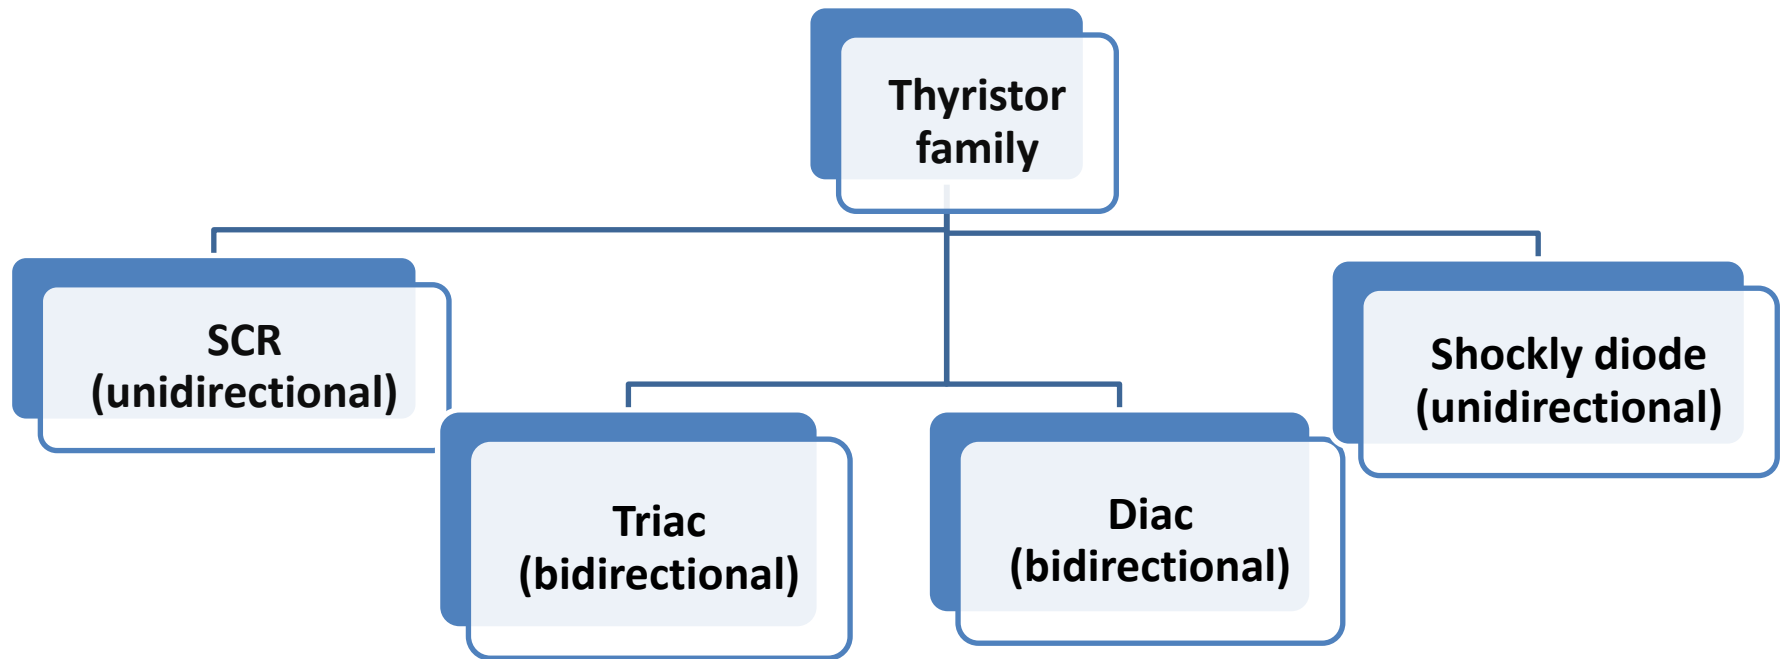 Thyristor
family
SCR
(unidirectional)
Triac
(bidirectional)
Diac
(bidirectional)
Shockly diode
(unidirectional)